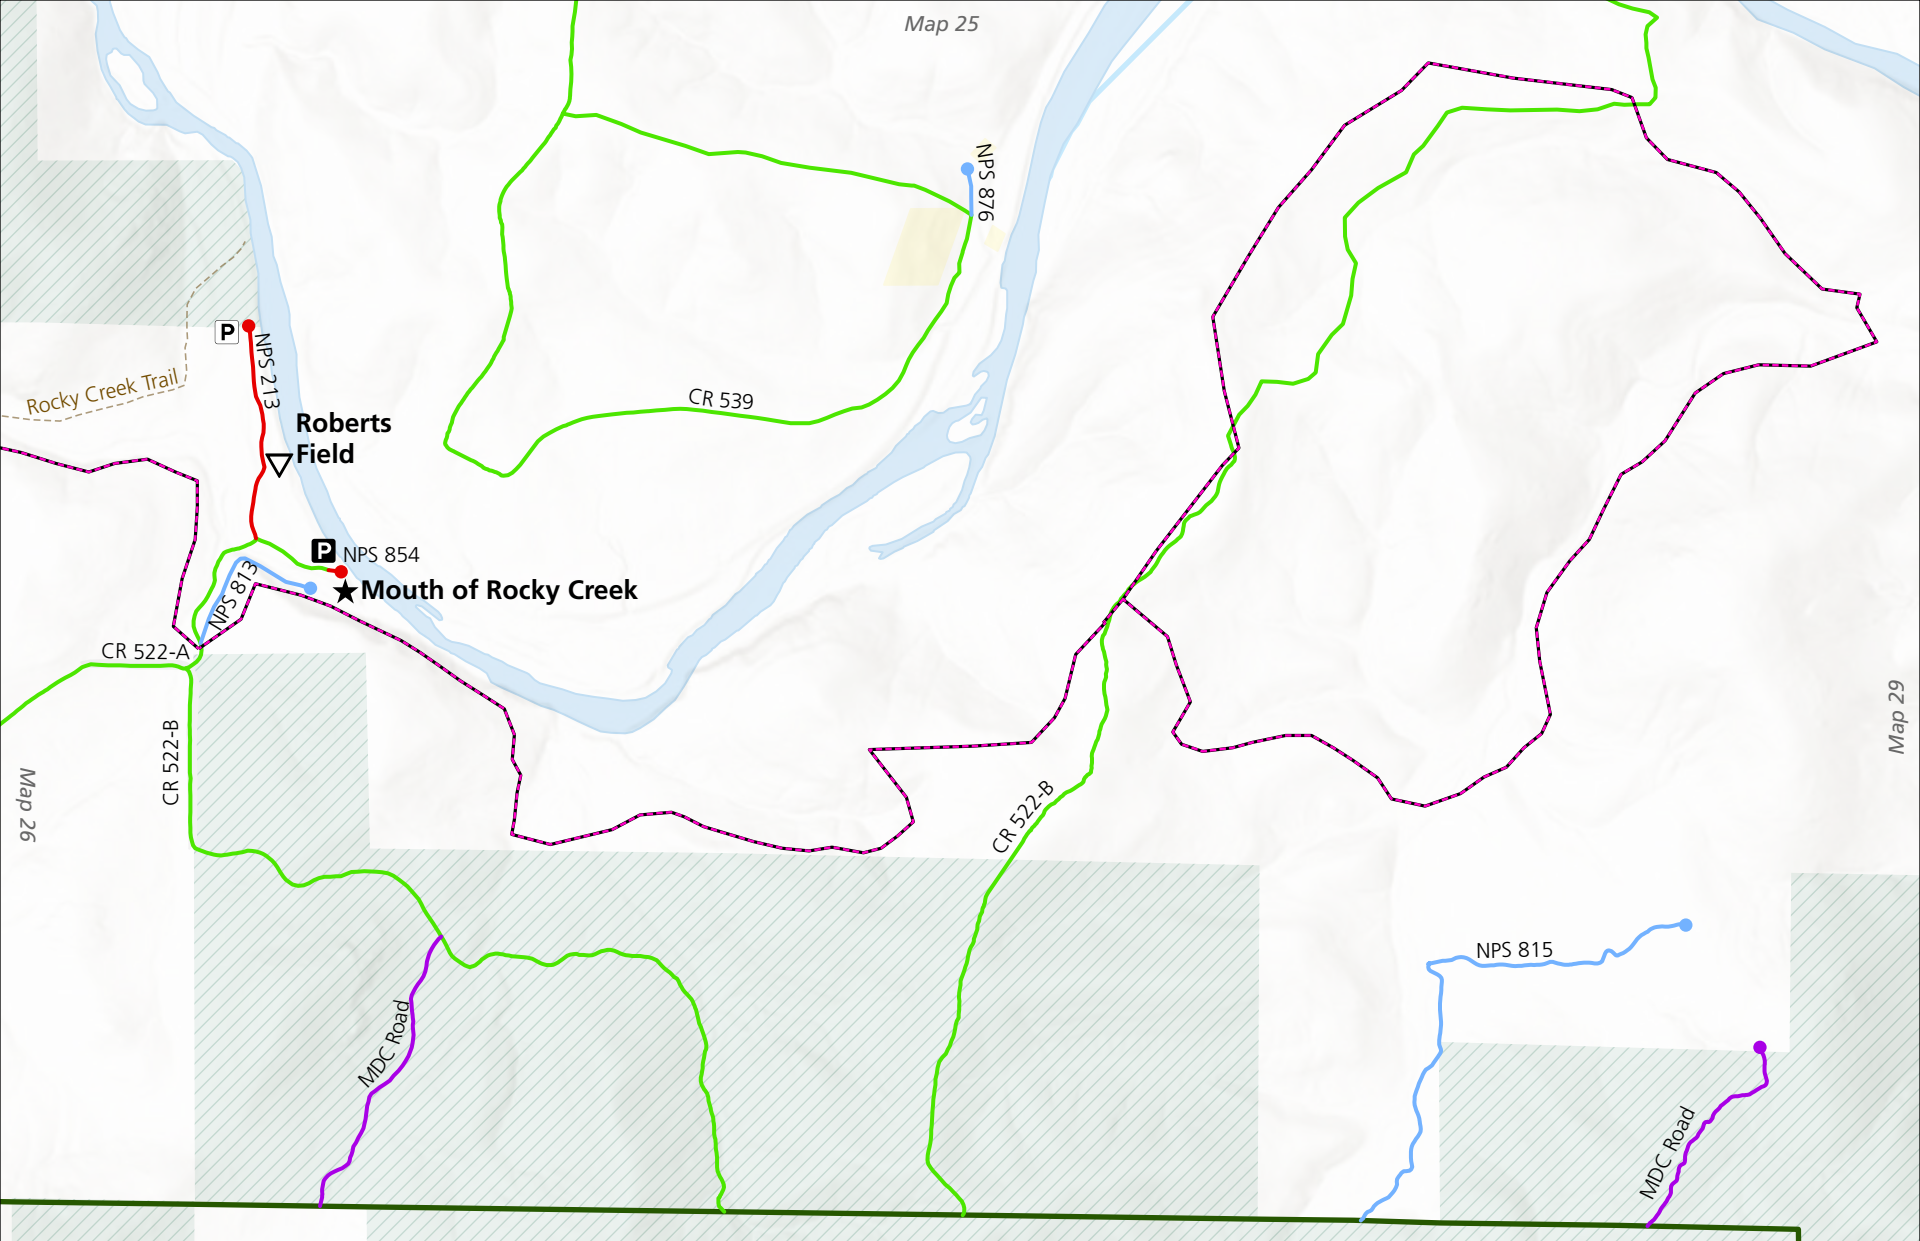 Map 25
NPS 876
P
NPS 213
Rocky Creek Trail
CR 539
Roberts
Field
P
NPS 854
Mouth of Rocky Creek
NPS 813
CR 522-A
CR 522-B
Map 29
Map 26
CR 522-B
NPS 815
MDC Road
MDC Road